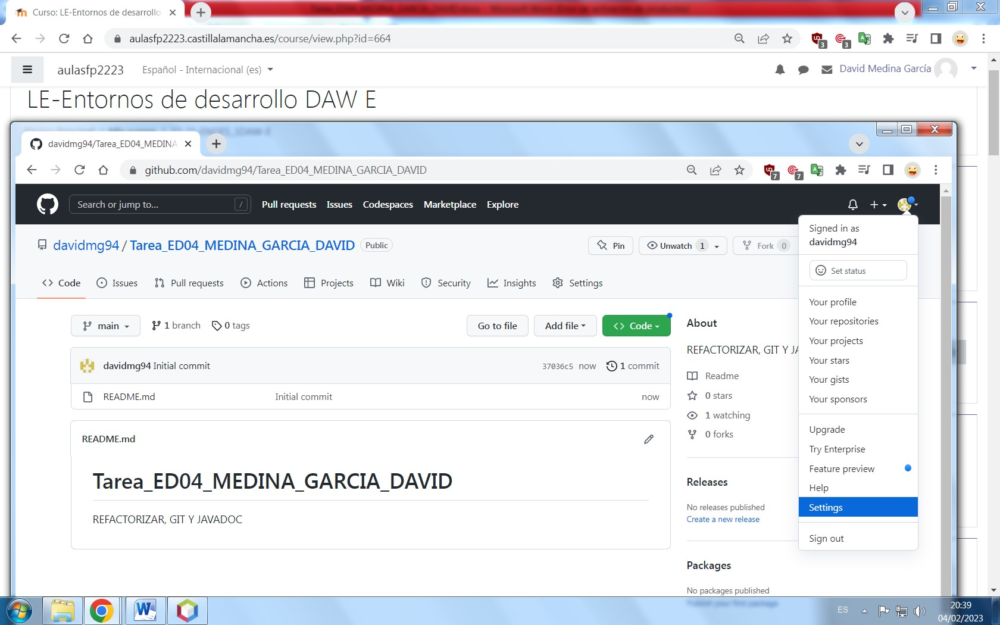 Curso: LE-Entornos de desarrollo
aulasfp2223.castillalamancha.es/course/view.php?id=664
3
3
aulasfp2223
Español - Internacional (es)
David Medina García
LE-Entornos de desarrollo DAW E
davidmg94/Tarea_ED04_MEDINA_
github.com/davidmg94/Tarea_ED04_MEDINA_GARCIA_DAVID
7
7
Search or jump to...
/
Pull requests
Issues
Codespaces
Marketplace
Explore
davidmg94 / Tarea_ED04_MEDINA_GARCIA_DAVID
Public
Pin
Unwatch 1
Fork 0
Code
Issues
Pull requests
Actions
Projects
Wiki
Security
Insights
Settings
main
1 branch
0 tags
Go to file
Add file
<> Code
davidmg94 Initial commit
37036c5 now
1 commit
README.md
Initial commit
now
README.md
Tarea_ED04_MEDINA_GARCIA_DAVID
REFACTORIZAR, GIT Y JAVADOC
About
REFACTORIZAR, GIT Y JA
Readme
0 stars
1 watching
0 forks
Releases
No releases published
Create a new release
Packages
No packages published
Signed in as
davidmg94
Set status
Your profile
Your repositories
Your projects
Your stars
Your gists
Your sponsors
Upgrade
Try Enterprise
Feature preview
Help
Settings
Sign out
ES
20:39
04/02/2023